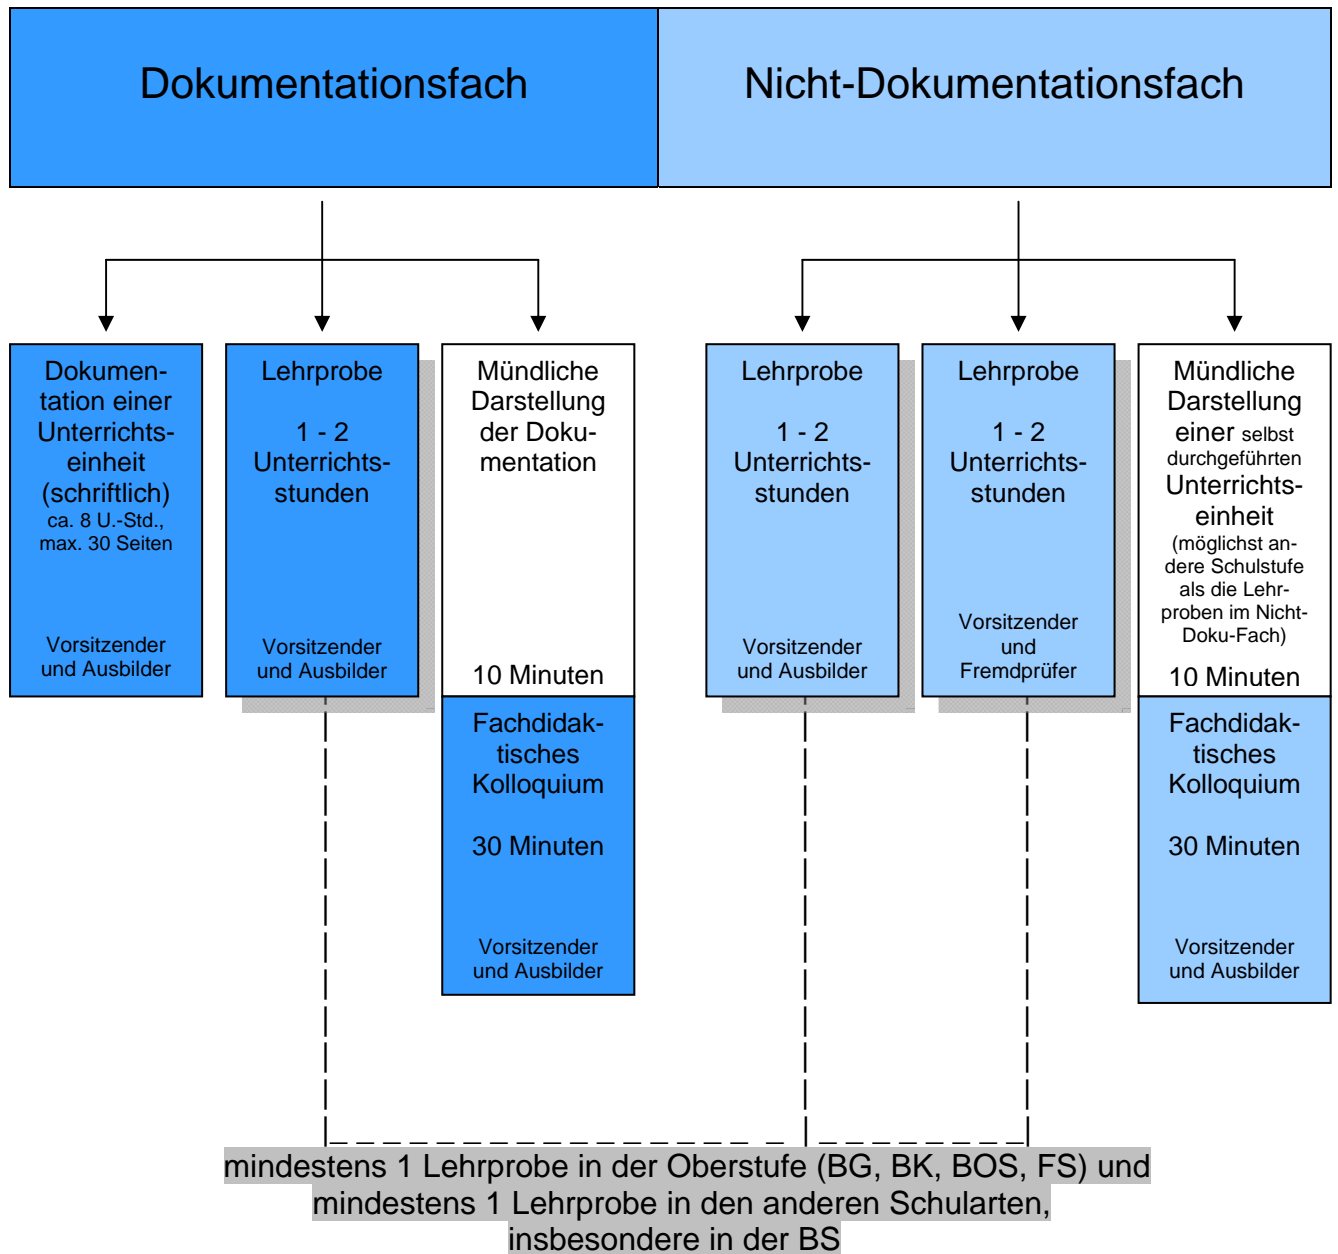 Dokumentationsfach
Nicht-Dokumentationsfach
Dokumen-
tation einer
Unterrichts-
einheit
(schriftlich)
ca. 8 U.-Std.,
max. 30 Seiten
Vorsitzender
und Ausbilder
Lehrprobe
1 - 2
Unterrichts-
stunden
Vorsitzender
und Ausbilder
Mündliche
Darstellung
der Doku-
mentation
10 Minuten
Fachdidak-
tisches
Kolloquium
30 Minuten
Vorsitzender
und Ausbilder
Lehrprobe
1 - 2
Unterrichts-
stunden
Vorsitzender
und Ausbilder
Lehrprobe
1 - 2
Unterrichts-
stunden
Vorsitzender
und
Fremdprüfer
Mündliche
Darstellung
einer selbst
durchgeführten
Unterrichts-
einheit
(möglichst an-
dere Schulstufe
als die Lehr-
proben im Nicht-
Doku-Fach)
10 Minuten
Fachdidak-
tisches
Kolloquium
30 Minuten
Vorsitzender
und Ausbilder
mindestens 1 Lehrprobe in der Oberstufe (BG, BK, BOS, FS) und
mindestens 1 Lehrprobe in den anderen Schularten,
insbesondere in der BS